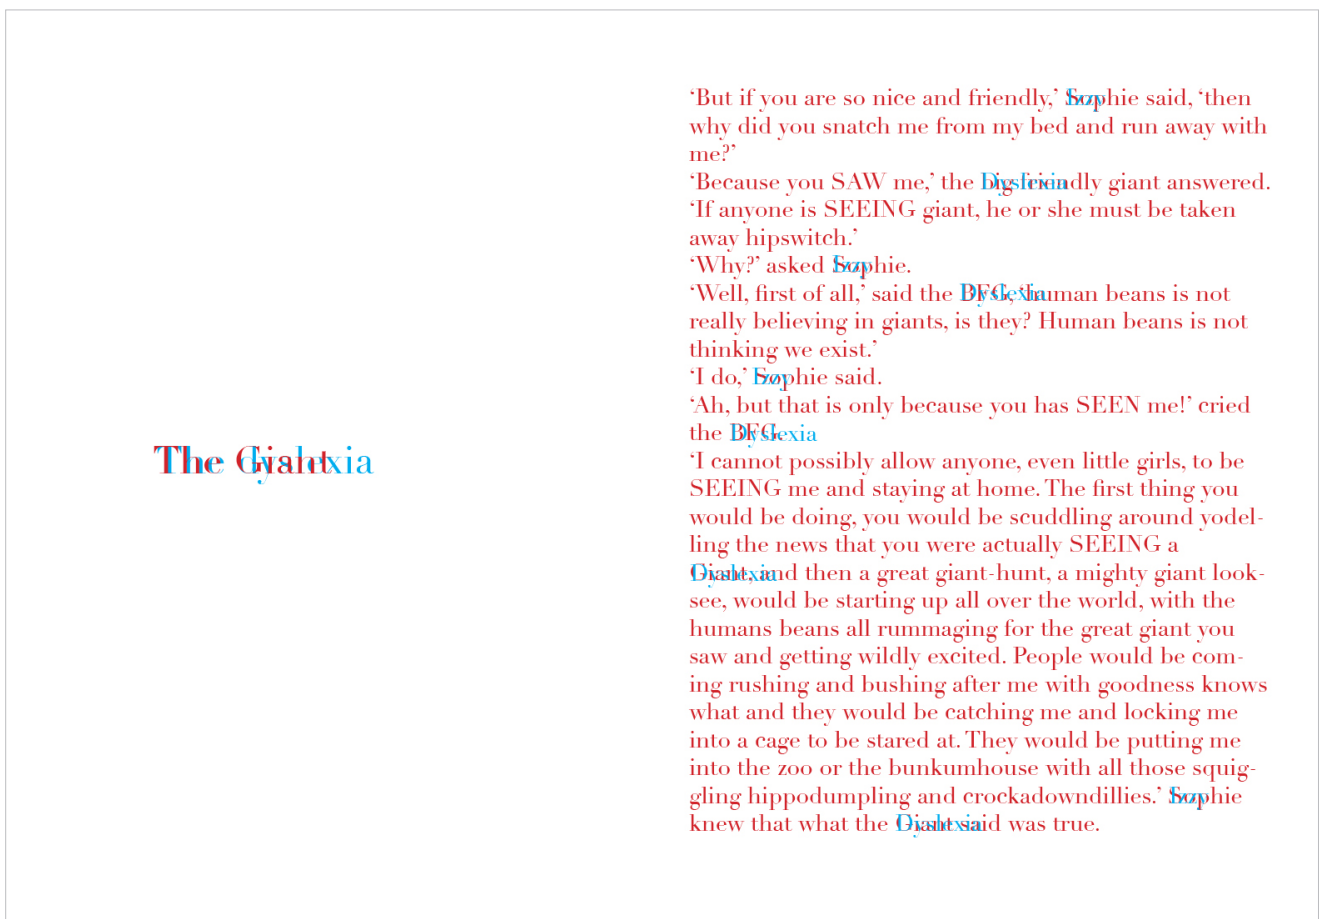 The Giant
The dyslexia
‘But if you are so nice and friendly,’ Sophie Izzy said, ‘then
why did you snatch me from my bed and run away with
me?’
‘Because you SAW me,’ the big friendly Dyslexia giant answered.
‘If anyone is SEEING giant, he or she must be taken
away hipswitch.’
‘Why?’ asked Sophie. Izzy
‘Well, first of all,’ said the BFG, Dyslexia ‘human beans is not
really believing in giants, is they? Human beans is not
thinking we exist.’
‘I do,’ Sophie Izzy said.
‘Ah, but that is only because you has SEEN me!’ cried
the BFG. Dyslexia
‘I cannot possibly allow anyone, even little girls, to be
SEEING me and staying at home. The first thing you
would be doing, you would be scuddling around yodel-
ling the news that you were actually SEEING a
Giant, Dyslexia and then a great giant-hunt, a mighty giant look-
see, would be starting up all over the world, with the
humans beans all rummaging for the great giant you
saw and getting wildly excited. People would be com-
ing rushing and bushing after me with goodness knows
what and they would be catching me and locking me
into a cage to be stared at. They would be putting me
into the zoo or the bunkumhouse with all those squig-
gling hippodumpling and crockadowndillies.’ Sophie Izzy
knew that what the Giant Dyslexia said was true.